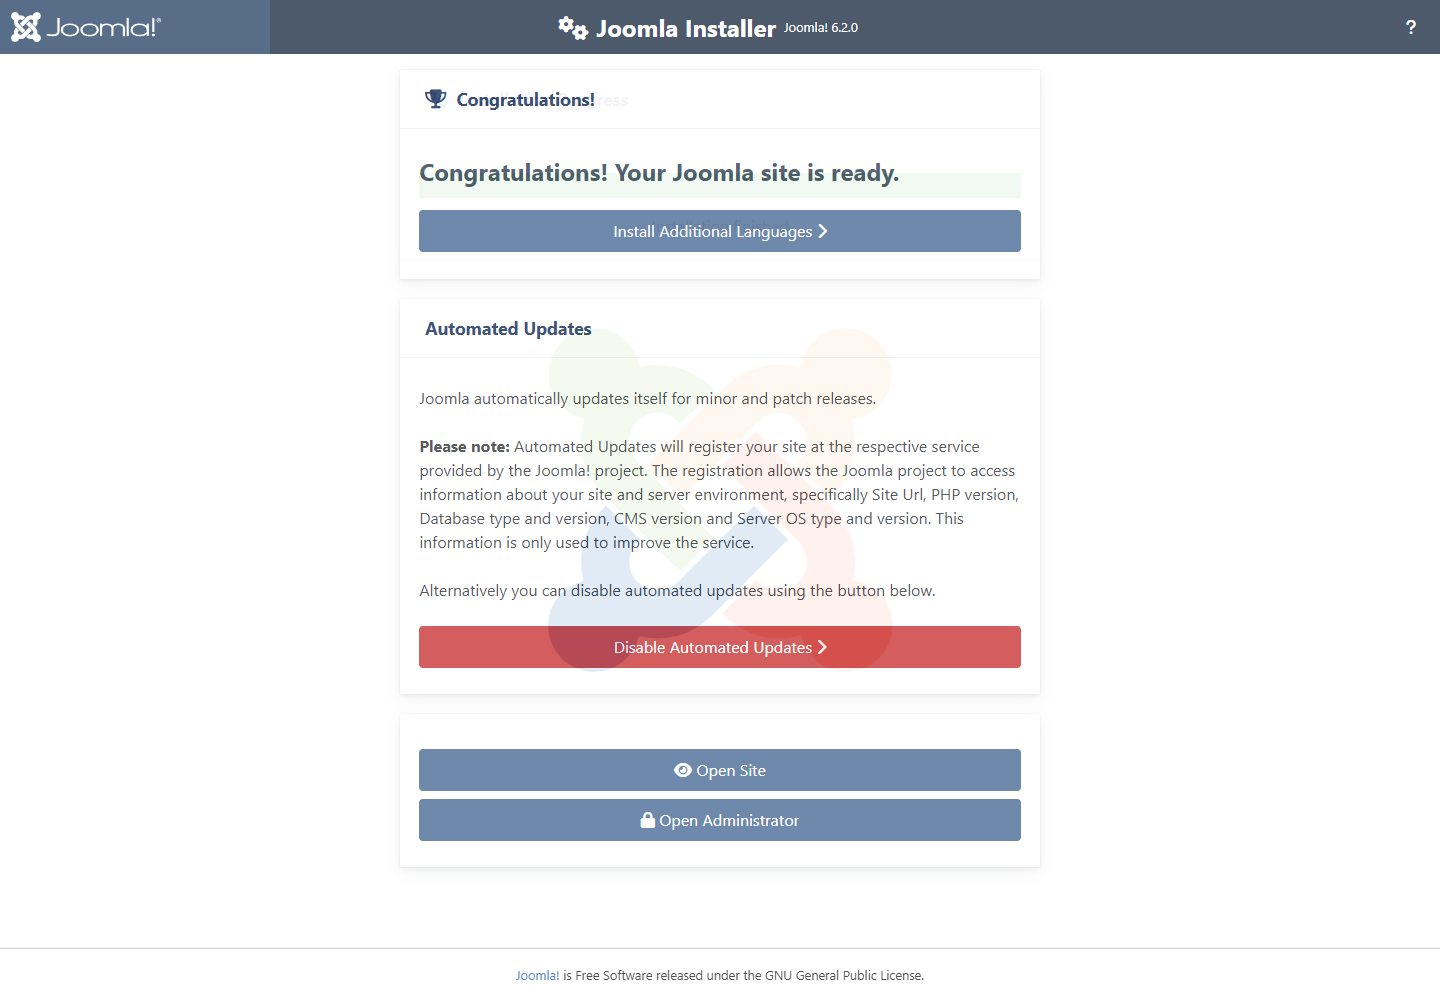 Joomla!®
Joomla Installer Joomla! 6.2.0
?
Congratulations!
Congratulations! Your Joomla site is ready.
Install Additional Languages
Automated Updates
Joomla automatically updates itself for minor and patch releases.
Please note: Automated Updates will register your site at the respective service
provided by the Joomla! project. The registration allows the Joomla project to access
information about your site and server environment, specifically Site Url, PHP version,
Database type and version, CMS version and Server OS type and version. This
information is only used to improve the service.
Alternatively you can disable automated updates using the button below.
Disable Automated Updates
Open Site
Open Administrator
Joomla! is Free Software released under the GNU General Public License.